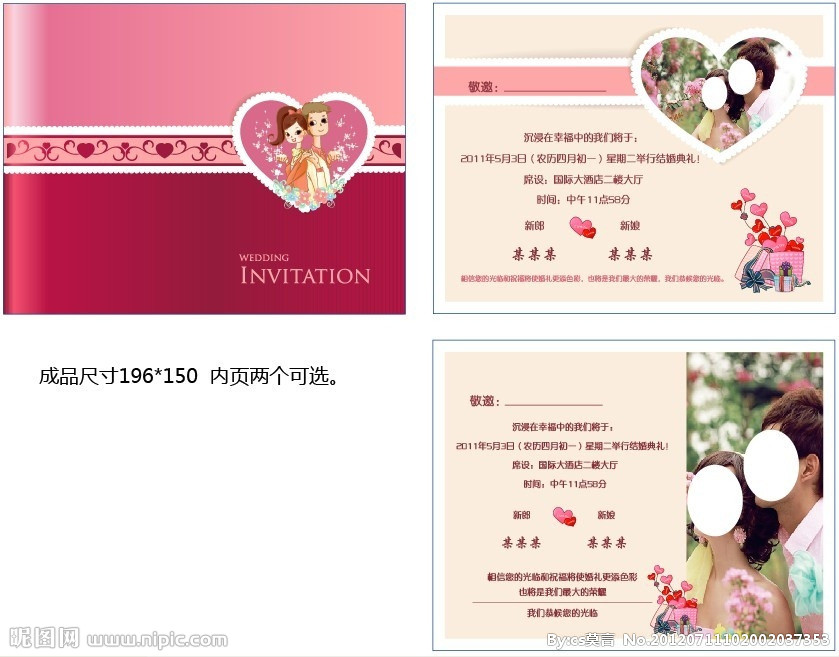 WEDDING
INVITATION
敬邀：
沉浸在幸福中的我们将于：
2011年5月3日（农历四月初一）星期二举行结婚典礼！
席设：国际大酒店二楼大厅
时间：中午11点58分
新郎 新娘
某某某 某某某
相信您的光临和祝福将使婚礼更添色彩，也将是我们最大的荣耀，我们恭候您的光临。
成品尺寸196*150 内页两个可选。
敬邀：
沉浸在幸福中的我们将于：
2011年5月3日（农历四月初一）星期二举行结婚典礼！
席设：国际大酒店二楼大厅
时间：中午11点58分
新郎 新娘
某某某 某某某
相信您的光临和祝福将使婚礼更添色彩
也将是我们最大的荣耀
我们恭候您的光临
昵图网 www.nipic.com
By:cs莫言 No.20120711102002037353